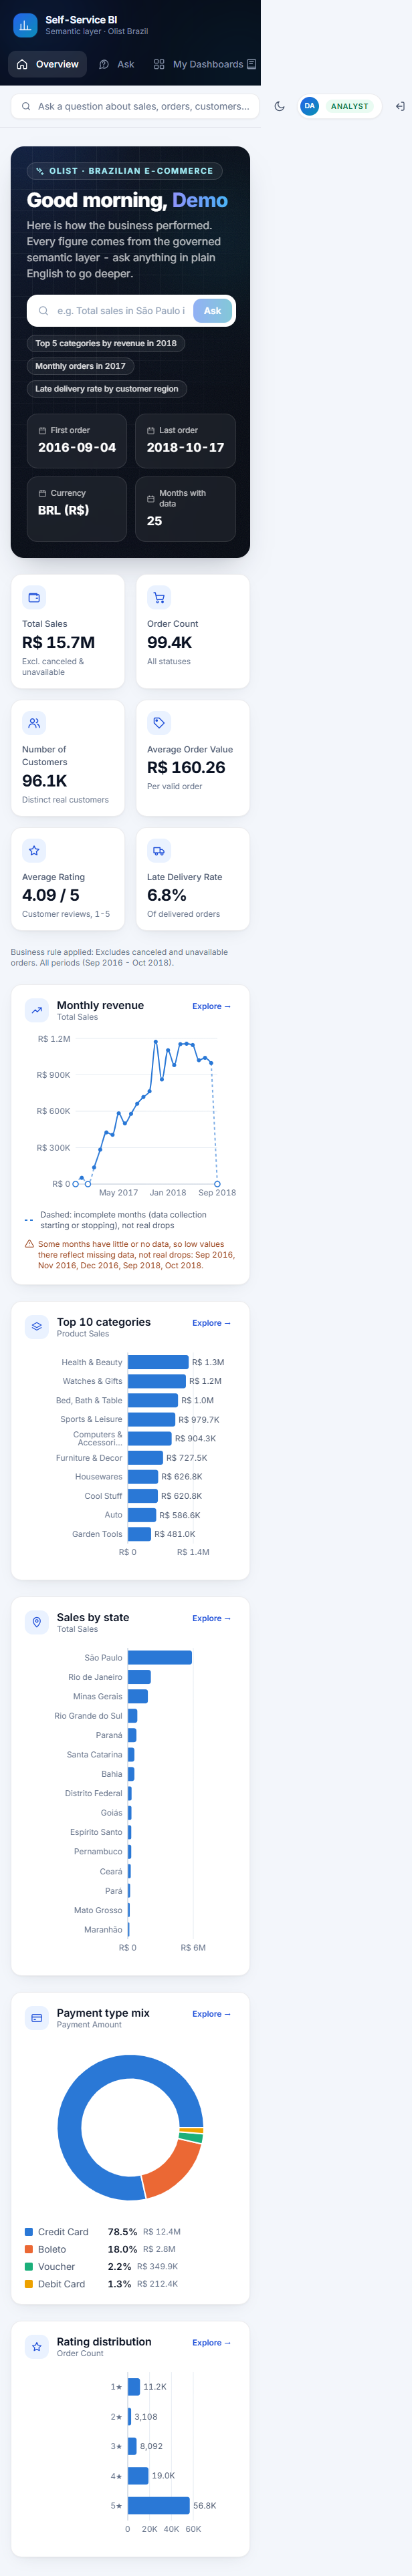 Self-Service BI
Semantic layer · Olist Brazil
Overview
Ask
My Dashboards
Ask a question about sales, orders, customers...
DA
ANALYST
OLIST · BRAZILIAN E-COMMERCE
Good morning, Demo
Here is how the business performed.
Every figure comes from the governed
semantic layer - ask anything in plain
English to go deeper.
e.g. Total sales in São Paulo i
Ask
Top 5 categories by revenue in 2018
Monthly orders in 2017
Late delivery rate by customer region
First order
2016-09-04
Last order
2018-10-17
Currency
BRL (R$)
Months with
data
25
Total Sales
R$ 15.7M
Excl. canceled &
unavailable
Order Count
99.4K
All statuses
Number of
Customers
96.1K
Distinct real customers
Average Order Value
R$ 160.26
Per valid order
Average Rating
4.09 / 5
Customer reviews, 1-5
Late Delivery Rate
6.8%
Of delivered orders
Business rule applied: Excludes canceled and unavailable
orders. All periods (Sep 2016 - Oct 2018).
Monthly revenue
Total Sales
Explore →
R$ 1.2M
R$ 900K
R$ 600K
R$ 300K
R$ 0
May 2017
Jan 2018
Sep 2018
Dashed: incomplete months (data collection
starting or stopping), not real drops
Some months have little or no data, so low values
there reflect missing data, not real drops: Sep 2016,
Nov 2016, Dec 2016, Sep 2018, Oct 2018.
Top 10 categories
Product Sales
Explore →
Health & Beauty R$ 1.3M
Watches & Gifts R$ 1.2M
Bed, Bath & Table R$ 1.0M
Sports & Leisure R$ 979.7K
Computers &
Accessori... R$ 904.3K
Furniture & Decor R$ 727.5K
Housewares R$ 626.8K
Cool Stuff R$ 620.8K
Auto R$ 586.6K
Garden Tools R$ 481.0K
R$ 0
R$ 1.4M
Sales by state
Total Sales
Explore →
São Paulo
Rio de Janeiro
Minas Gerais
Rio Grande do Sul
Paraná
Santa Catarina
Bahia
Distrito Federal
Goiás
Espírito Santo
Pernambuco
Ceará
Pará
Mato Grosso
Maranhão
R$ 0
R$ 6M
Payment type mix
Payment Amount
Explore →
Credit Card 78.5% R$ 12.4M
Boleto 18.0% R$ 2.8M
Voucher 2.2% R$ 349.9K
Debit Card 1.3% R$ 212.4K
Rating distribution
Order Count
Explore →
1★ 11.2K
2★ 3,108
3★ 8,092
4★ 19.0K
5★ 56.8K
0
20K
40K
60K